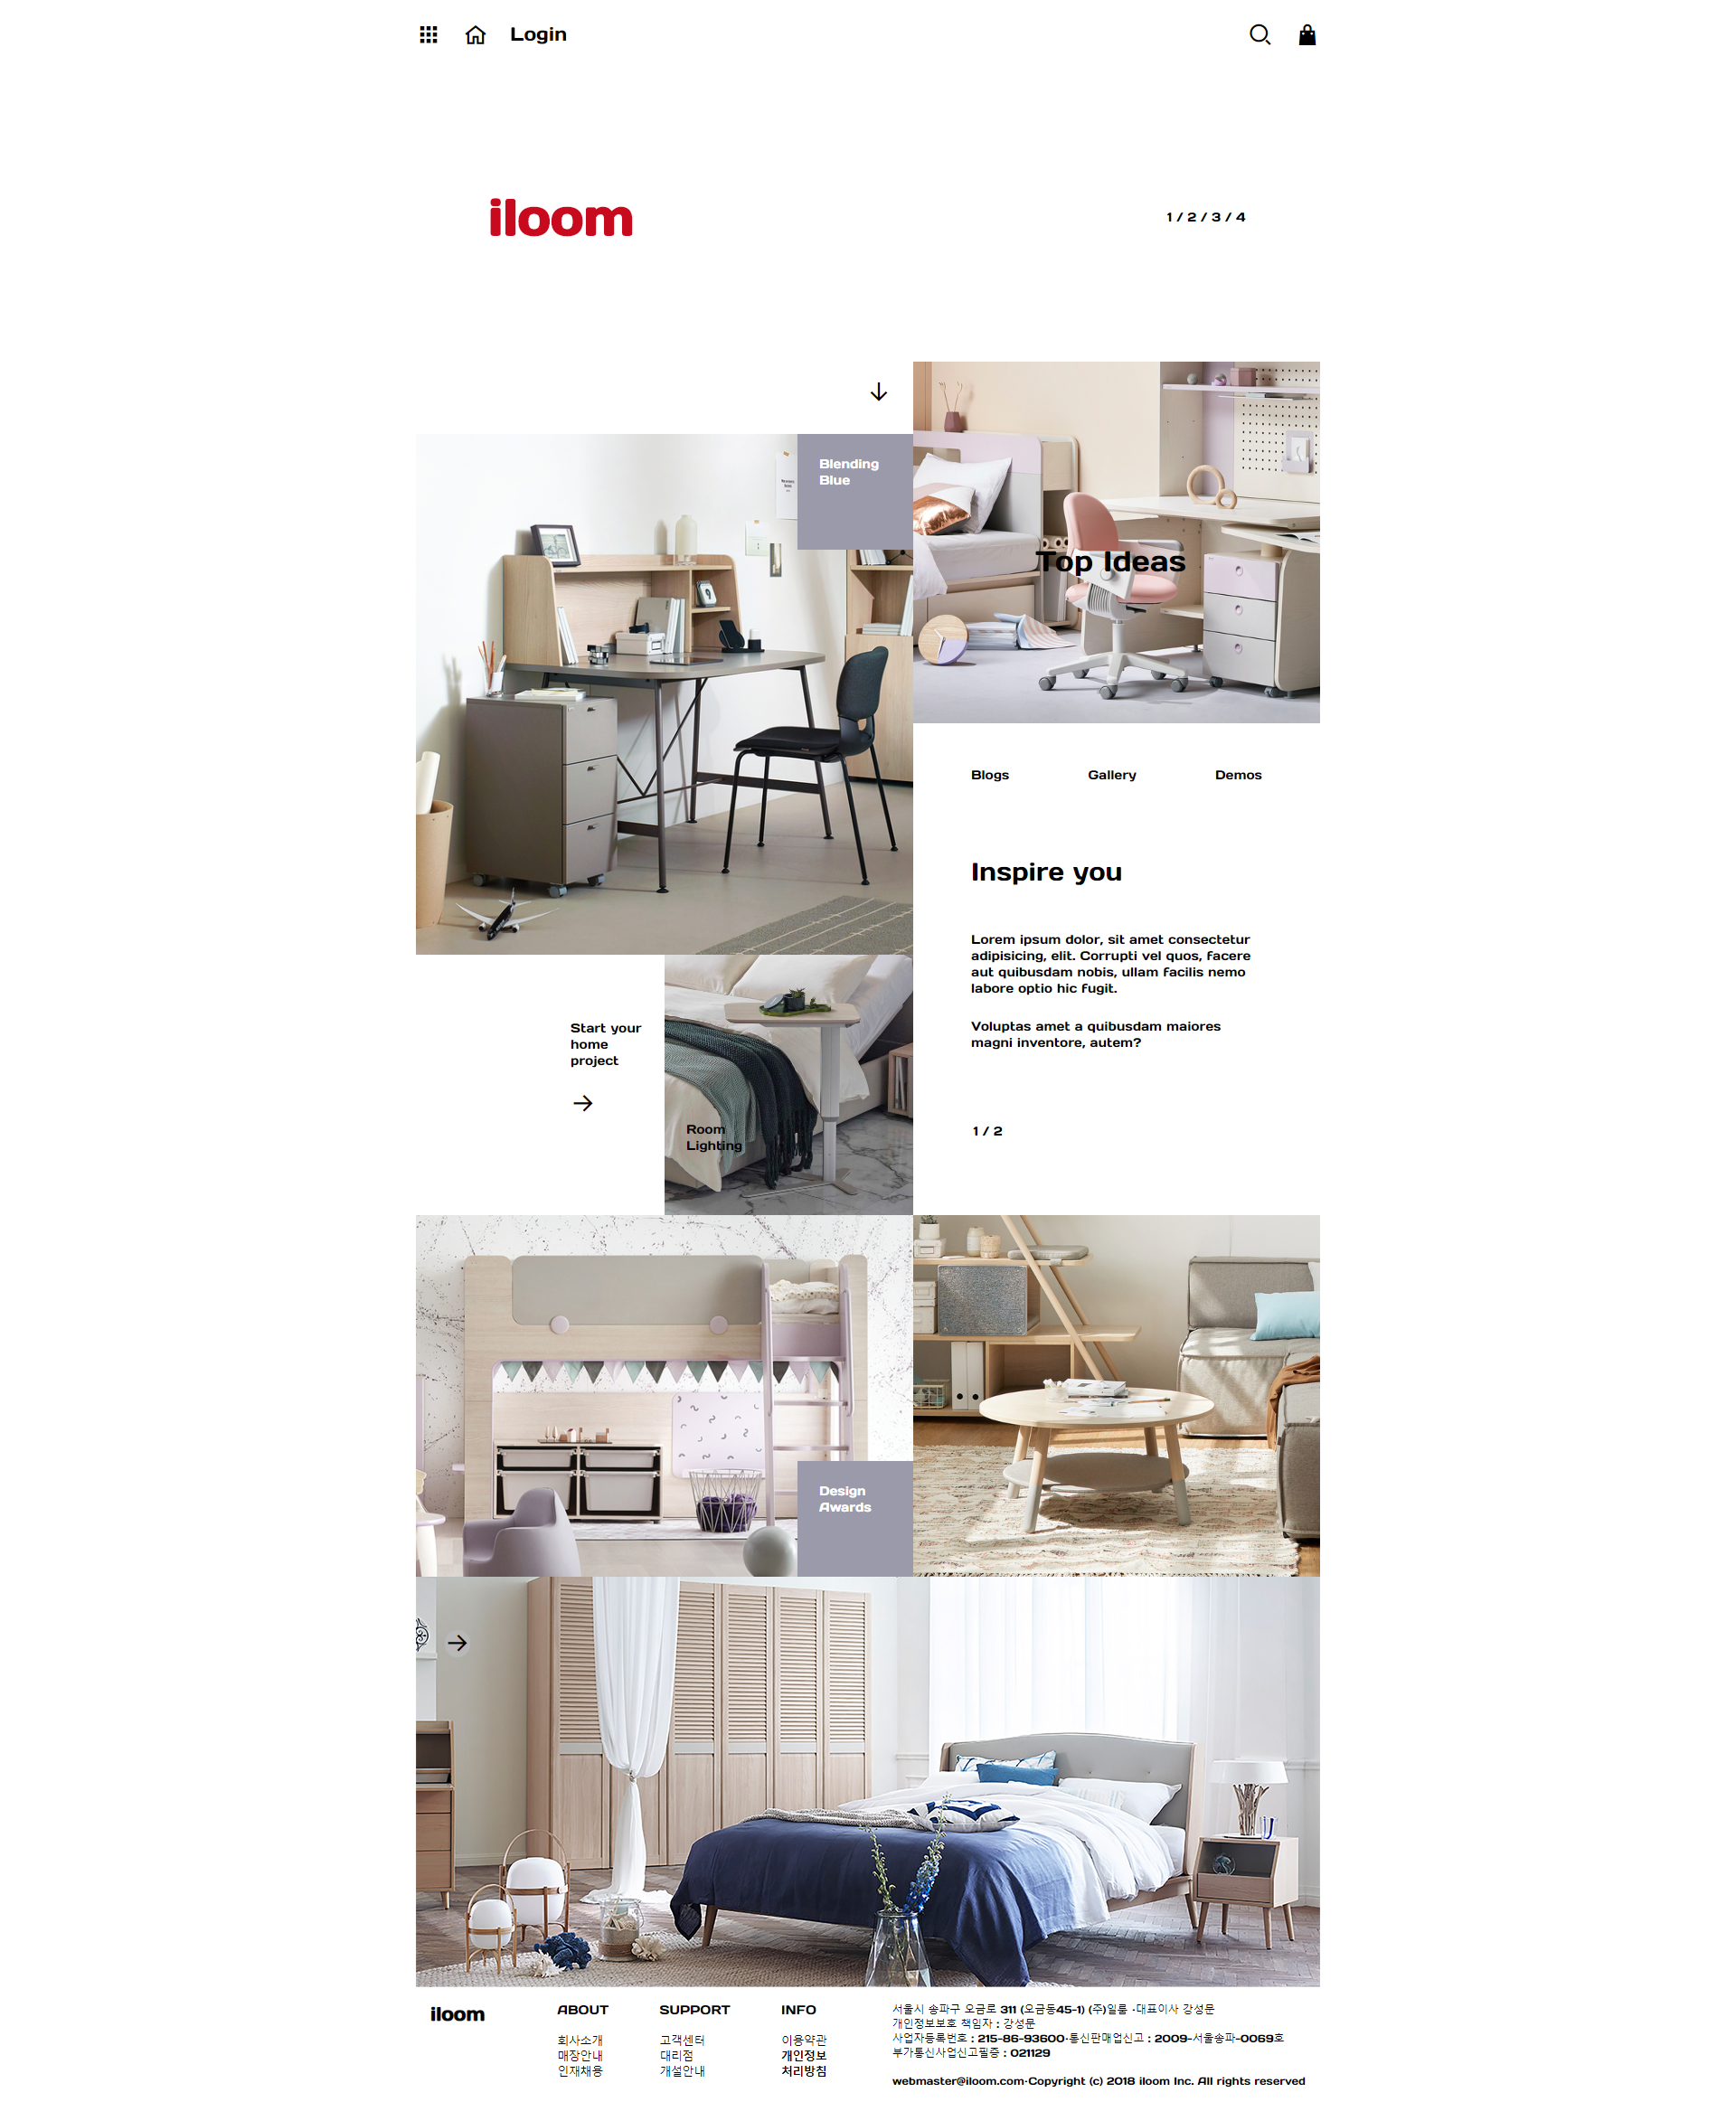 Login
iloom
1 / 2 / 3 / 4
Blending
Blue
Top Ideas
Blogs
Gallery
Demos
Inspire you
Lorem ipsum dolor, sit amet consectetur
adipisicing, elit. Corrupti vel quos, facere
aut quibusdam nobis, ullam facilis nemo
labore optio hic fugit.
Voluptas amet a quibusdam maiores
magni inventore, autem?
1 / 2
Start your
home
project
Room
Lighting
Design
Awards
iloom
ABOUT
회사소개
매장안내
인재채용
SUPPORT
고객센터
대리점
개설안내
INFO
이용약관
개인정보
처리방침
서울시 송파구 오금로 311 (오금동45-1) (주)일룸 ·대표이사 강성문
개인정보보호 책임자 : 강성문
사업자등록번호 : 215-86-93600·통신판매업신고 : 2009-서울송파-0069호
부가통신사업신고필증 : 021129
webmaster@iloom.com·Copyright (c) 2018 iloom Inc. All rights reserved